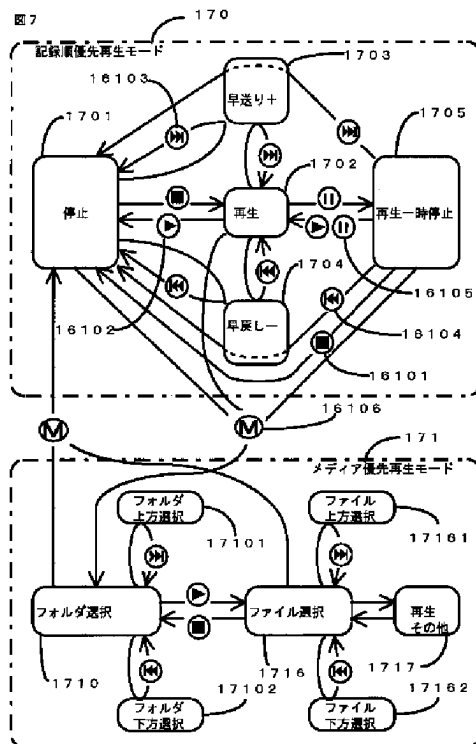 図7
170
記録順優先再生モード
1703
16103
1701
早送り＋
1705
1702
停止
再生
再生一時停止
1704
早戻し－
16102
16105
16104
16101
16106
M
M
171
メディア優先再生モード
フォルダ
上方選択
17101
ファイル
上方選択
17161
フォルダ選択
ファイル選択
再生
その他
1710
フォルダ
下方選択
17102
1716
ファイル
下方選択
1717
17162